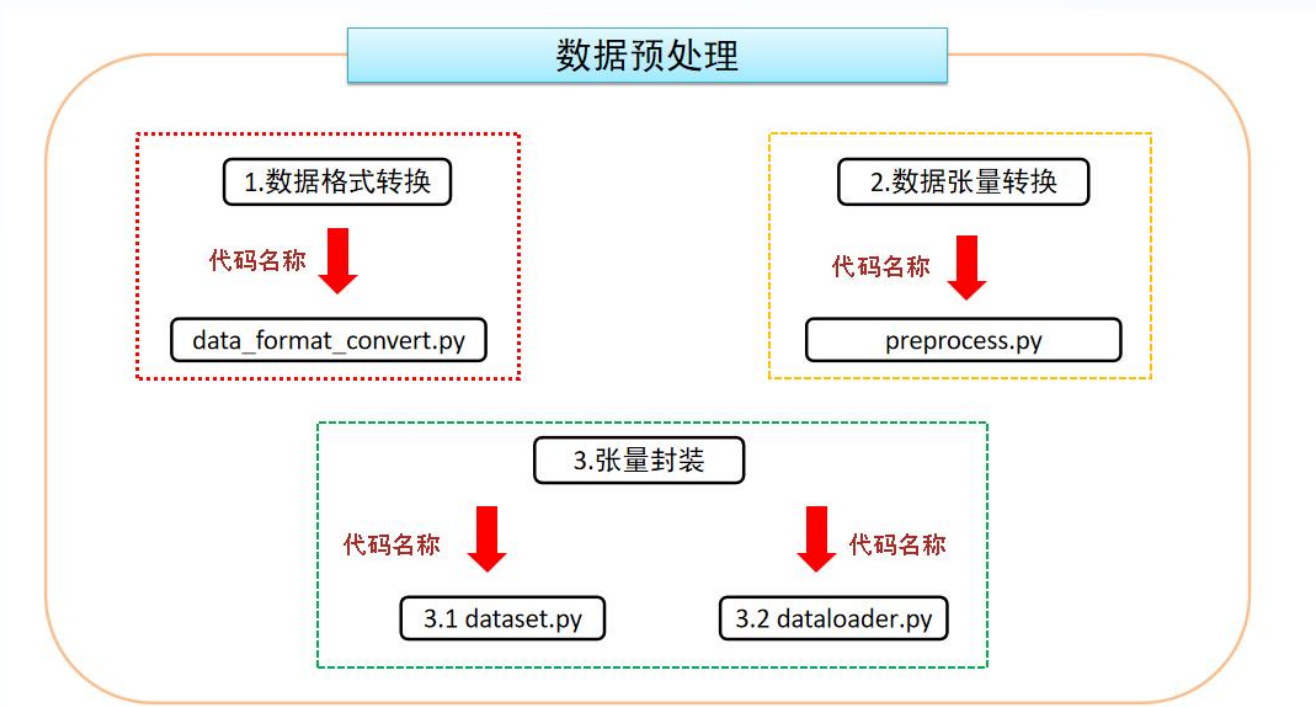 数据预处理
1.数据格式转换
代码名称
data_format_convert.py
2.数据张量转换
代码名称
preprocess.py
3.张量封装
代码名称
代码名称
3.1 dataset.py
3.2 dataloader.py